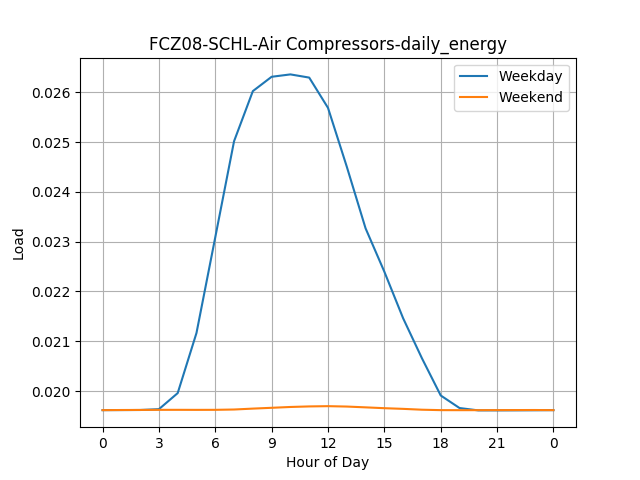 FCZ08-SCHL-Air Compressors-daily_energy
Weekday
Weekend
0.026
0.025
0.024
0.023
0.022
0.021
0.020
Load
0 3 6 9 12 15 18 21 0
Hour of Day